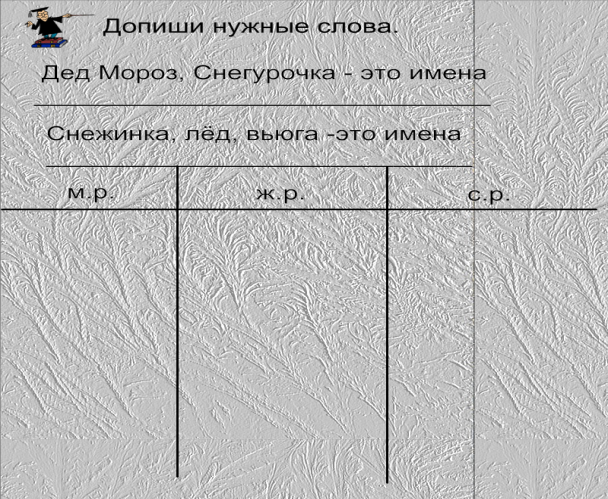 Допиши нужные слова.
Дед Мороз, Снегурочка - это имена
Снежинка, лёд, вьюга -это имена
м.р. ж.р. с.р.